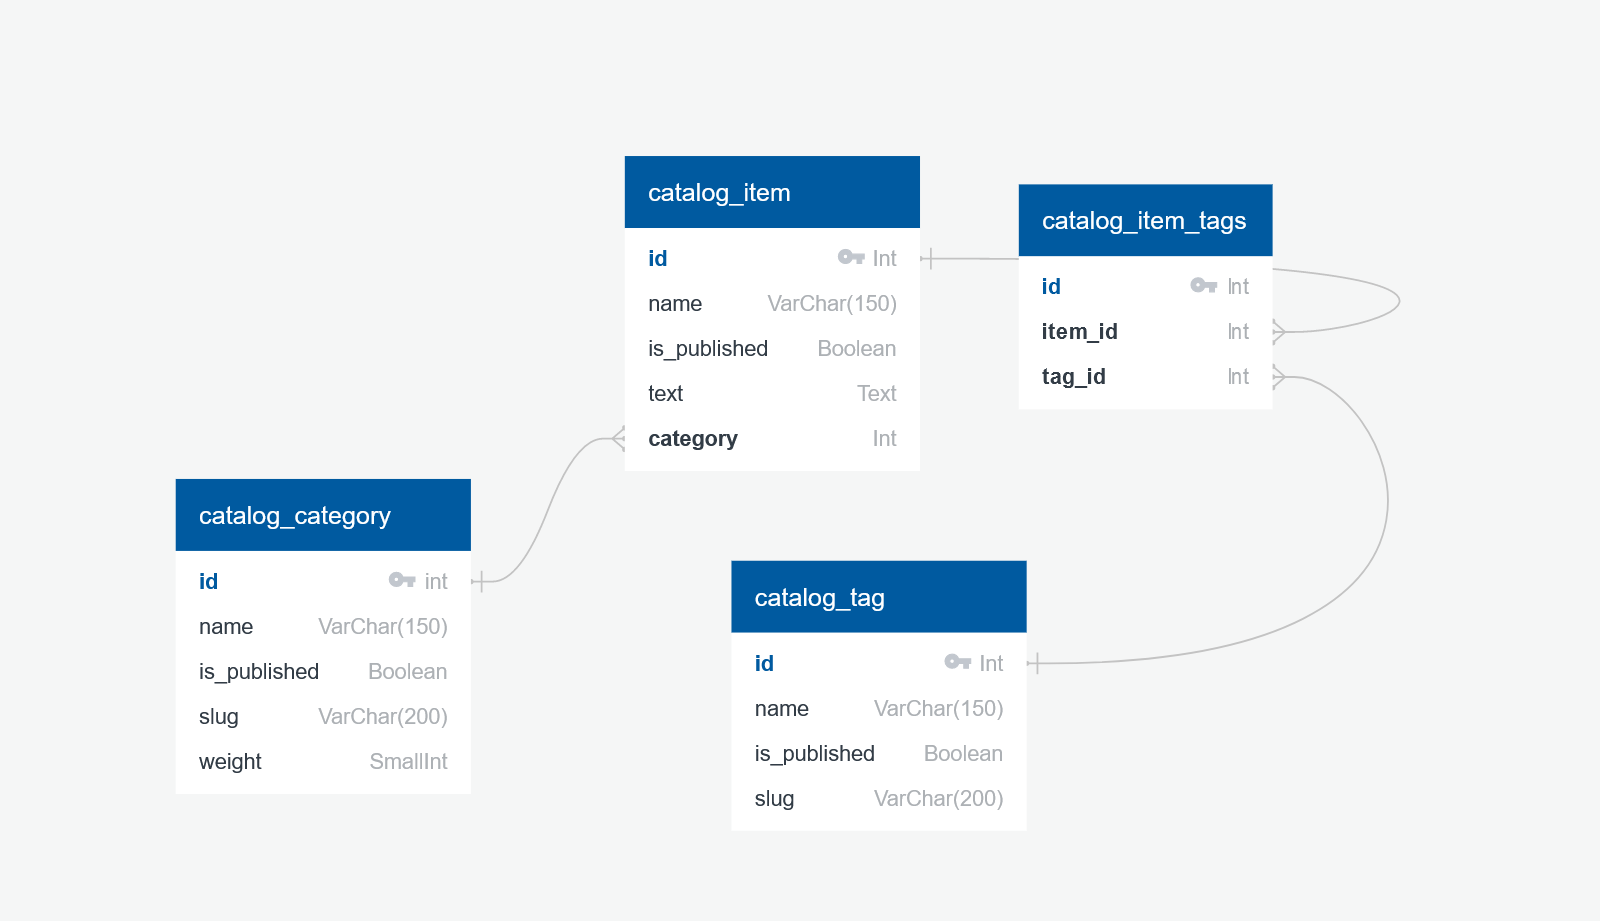 catalog_item
id Int
name VarChar(150)
is_published Boolean
text Text
category Int
catalog_item_tags
id Int
item_id Int
tag_id Int
catalog_category
id int
name VarChar(150)
is_published Boolean
slug VarChar(200)
weight SmallInt
catalog_tag
id Int
name VarChar(150)
is_published Boolean
slug VarChar(200)